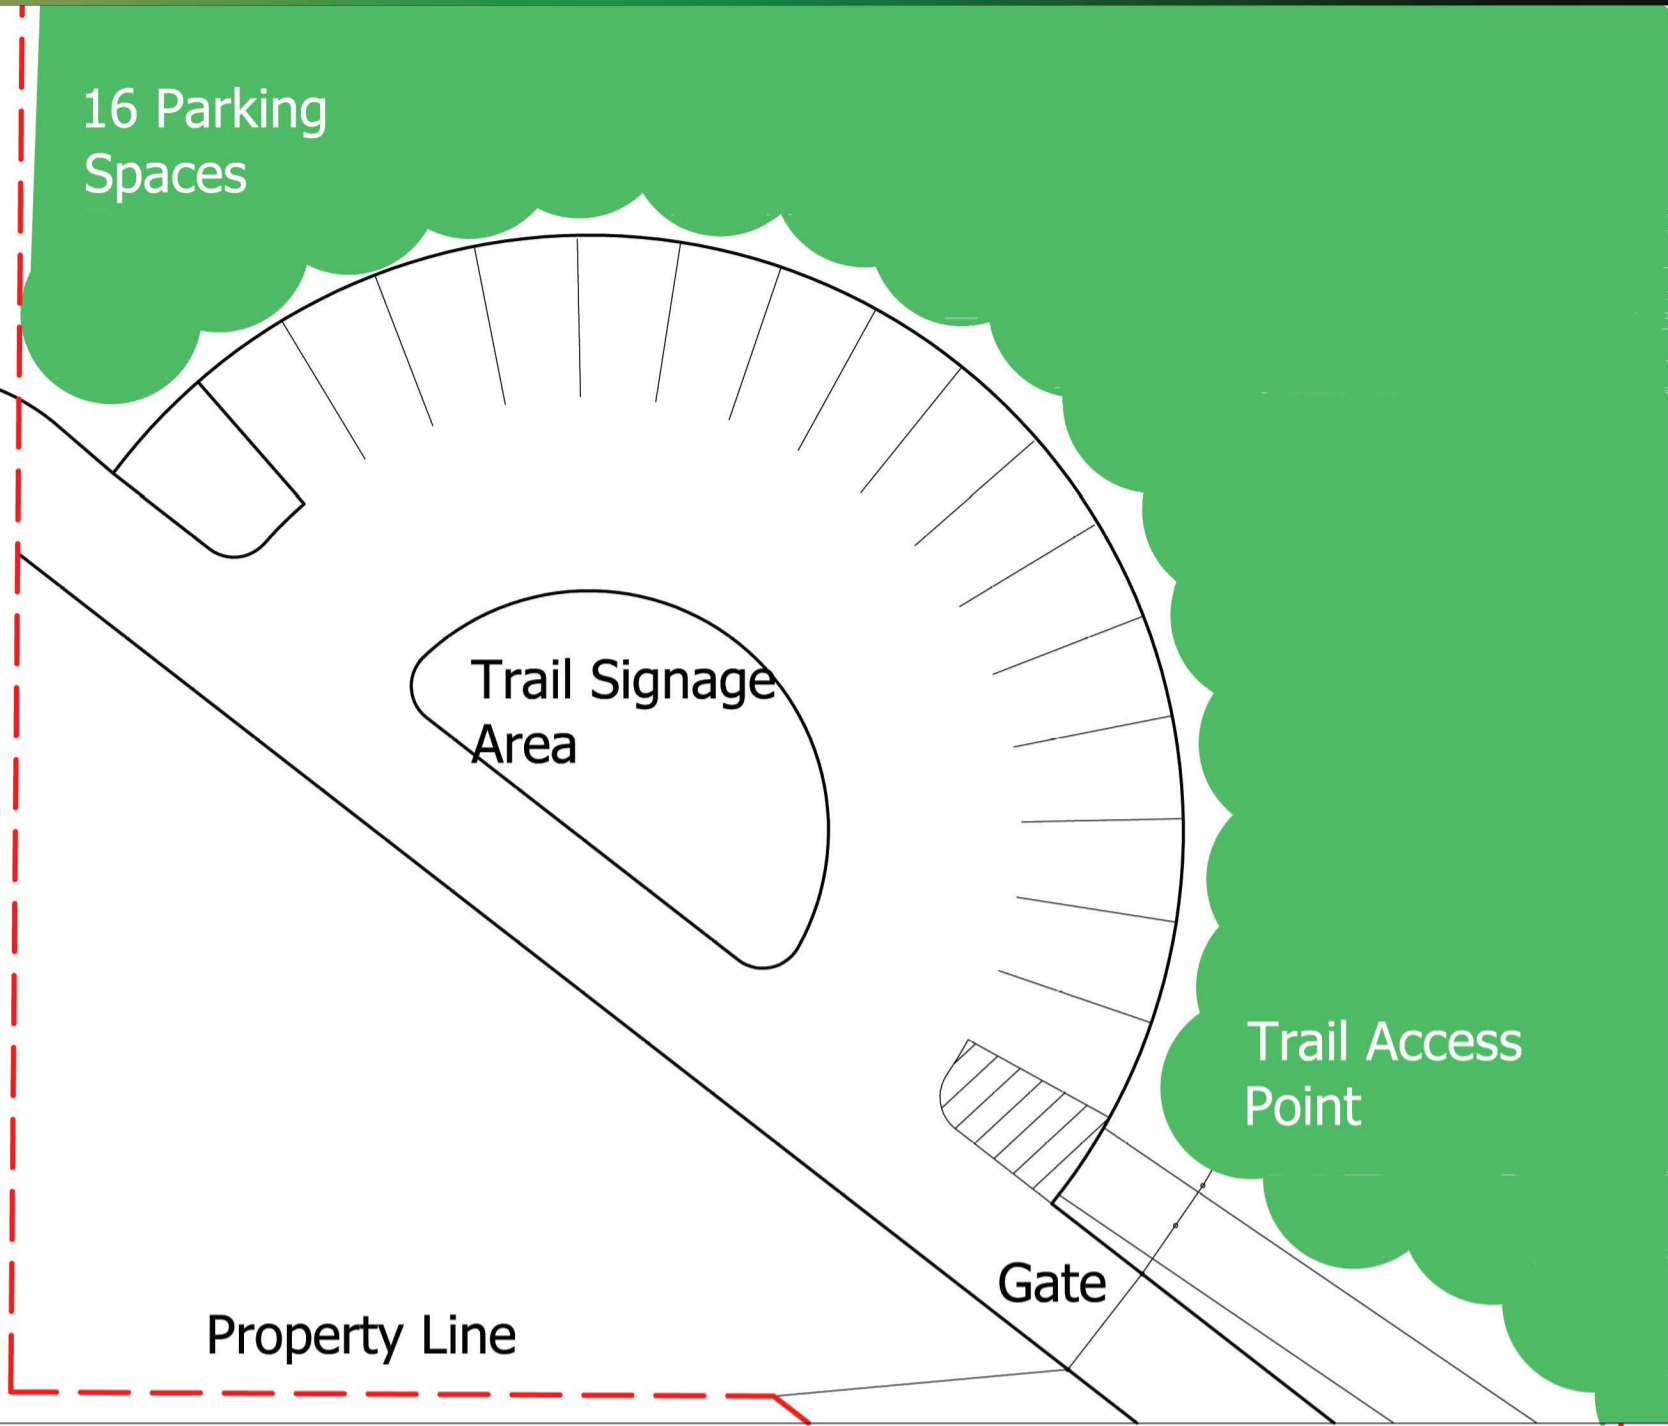 16 Parking
Spaces
Trail Signage
Area
Trail Access
Point
Gate
Property Line